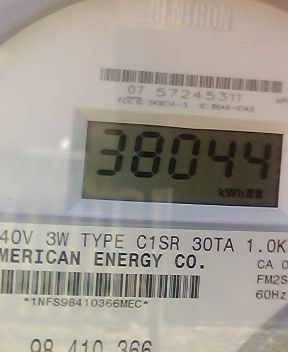 CENTRON
07 57245311
38044
kWh
40V 3W TYPE C1SR 30TA 1.0K
MERICAN ENERGY CO.
CA 0
FM2S
60Hz
*1NFS98410366MEC*
98 410 366